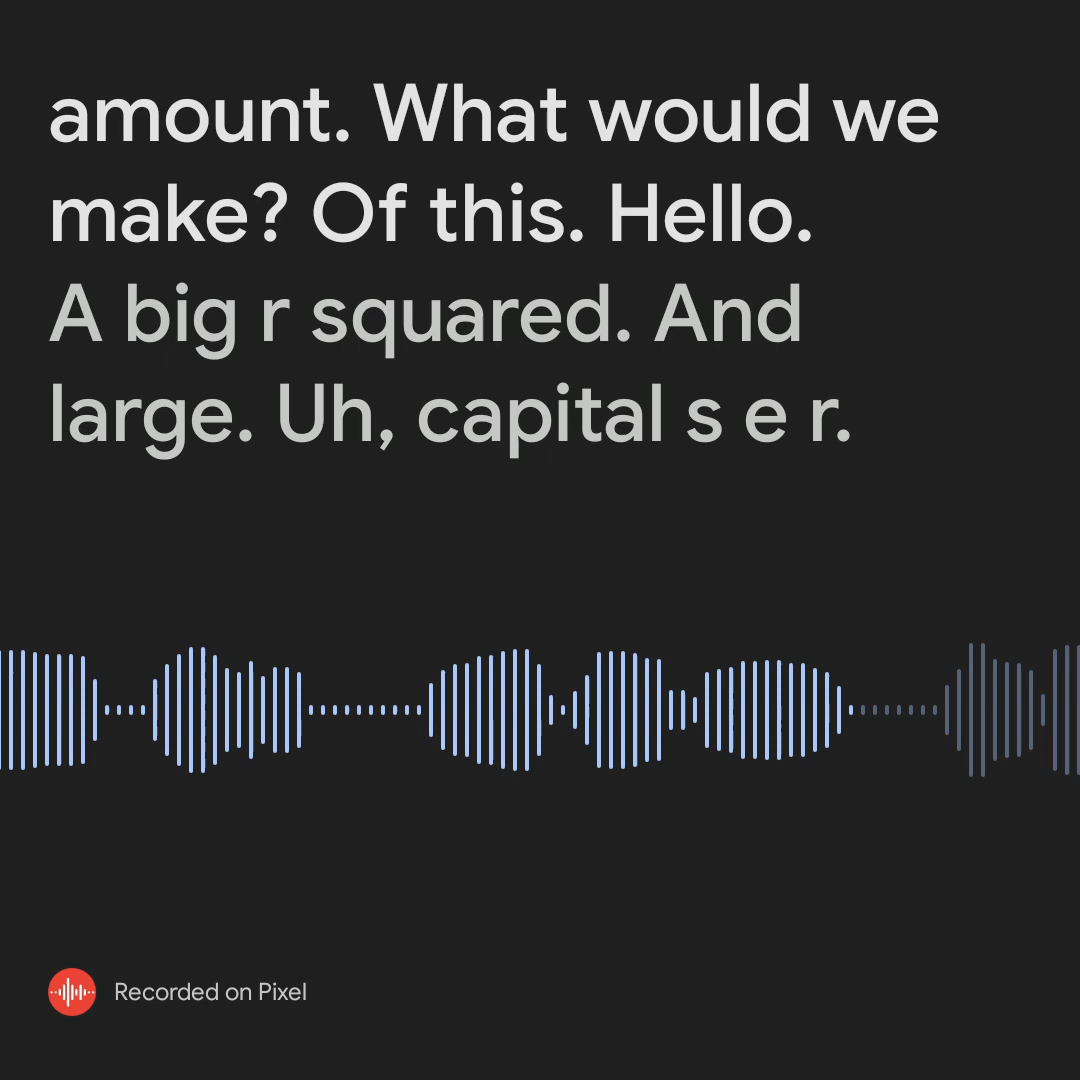 amount. What would we
make? Of this. Hello.
A big r squared. And
large. Uh, capital s e r.
Recorded on Pixel